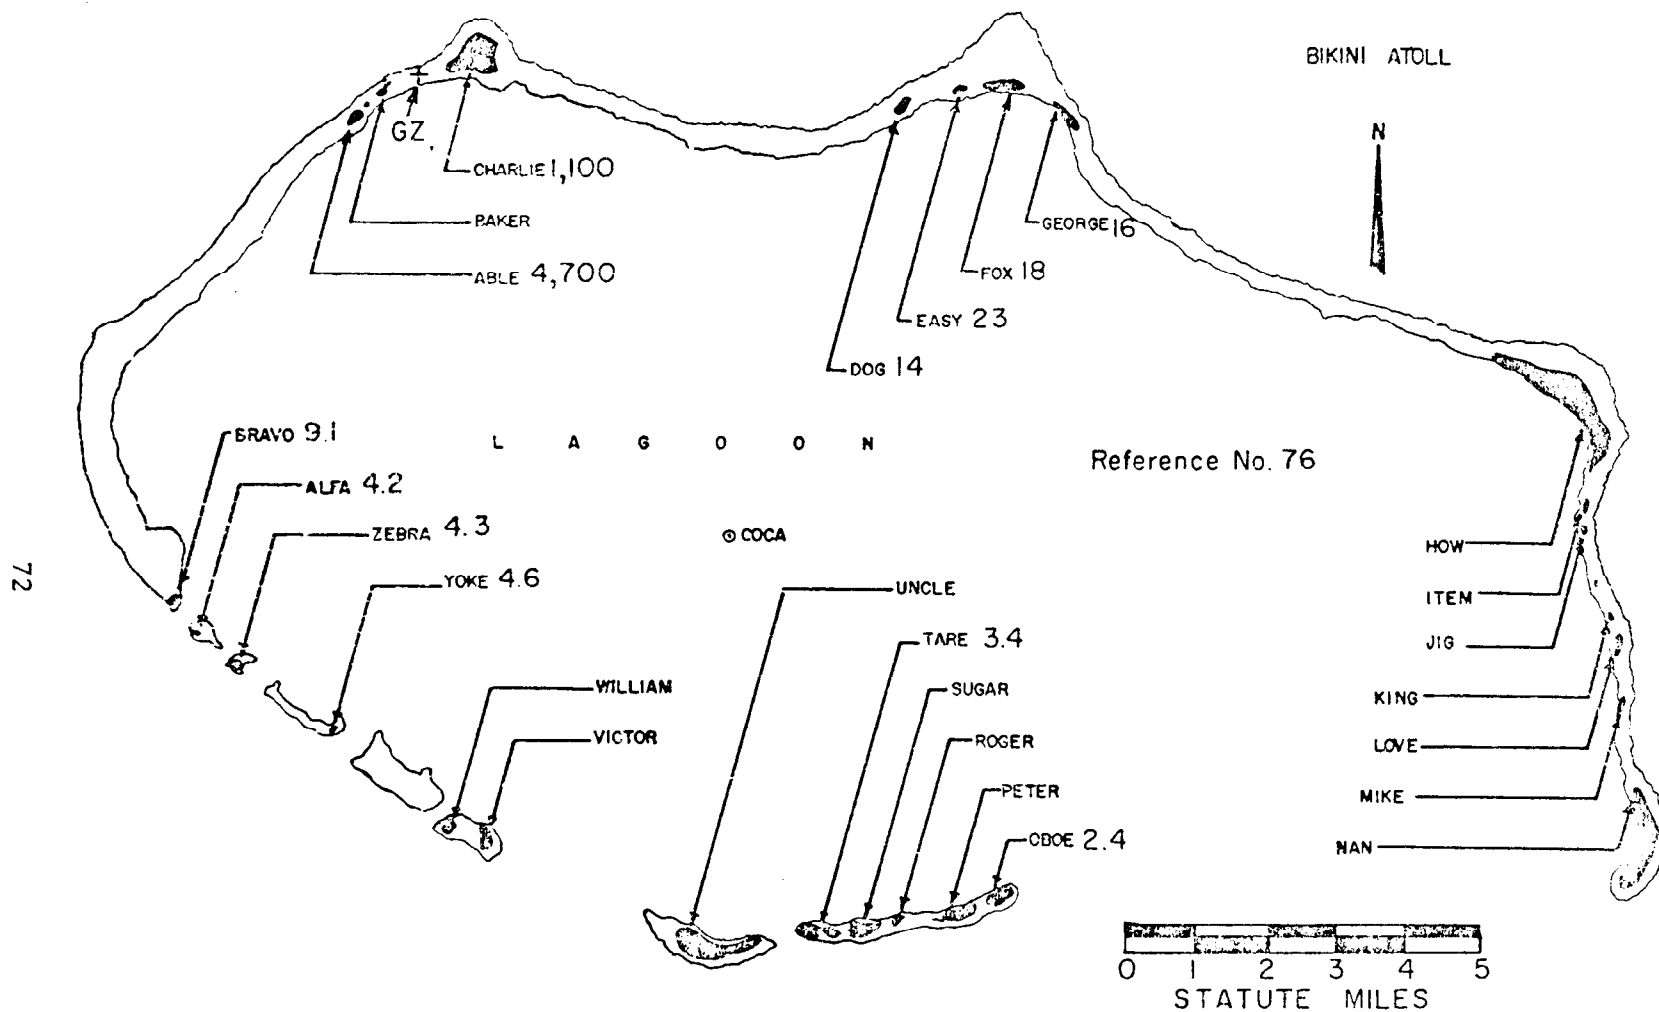 BIKINI ATOLL
N
GZ
CHARLIE 1,100
BAKER
ABLE 4,700
GEORGE 16
FOX 18
EASY 23
DOG 14
BRAVO 9.1
LAGOON
Reference No. 76
ALFA 4.2
ZEBRA 4.3
COCA
YOKE 4.6
UNCLE
HOW
ITEM
TARE 3.4
JIG
WILLIAM
SUGAR
KING
VICTOR
ROGER
LOVE
PETER
MIKE
OBOE 2.4
NAN
0 1 2 3 4 5
STATUTE MILES
72